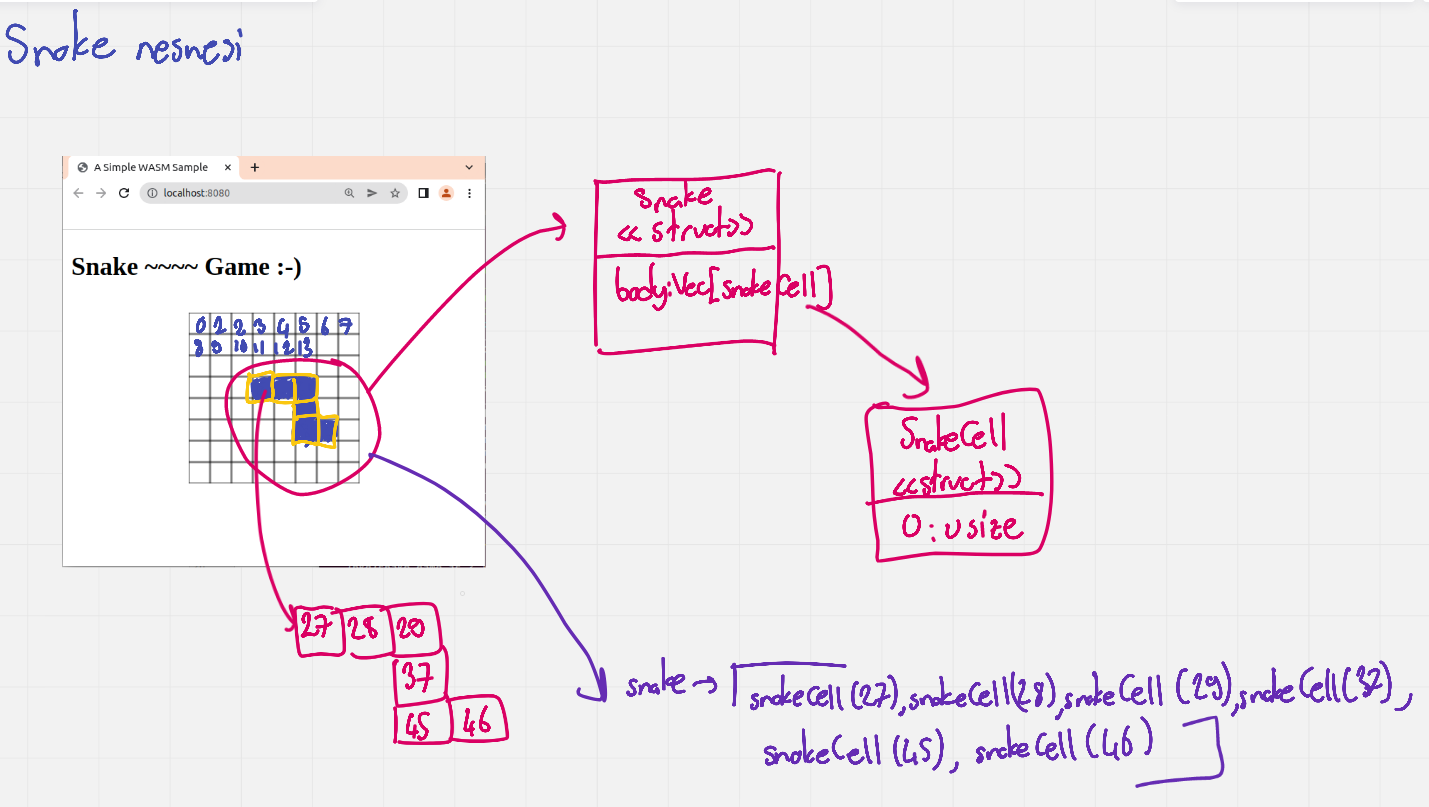 Snake nesnesi
A Simple WASM Sample
localhost:8080
Snake ~~~~ Game :-)
0 1 2 3 4 5 6 7
8 9 10 11 12 13
Snake
<<struct>>
body:Vec[snakeCell]
SnakeCell
<<struct>>
0:usize
27 28 29
37
45 46
snake → [snakeCell(27), snakeCell(28), snakeCell(29), snakeCell(37),
snakeCell(45), snakeCell(46)]